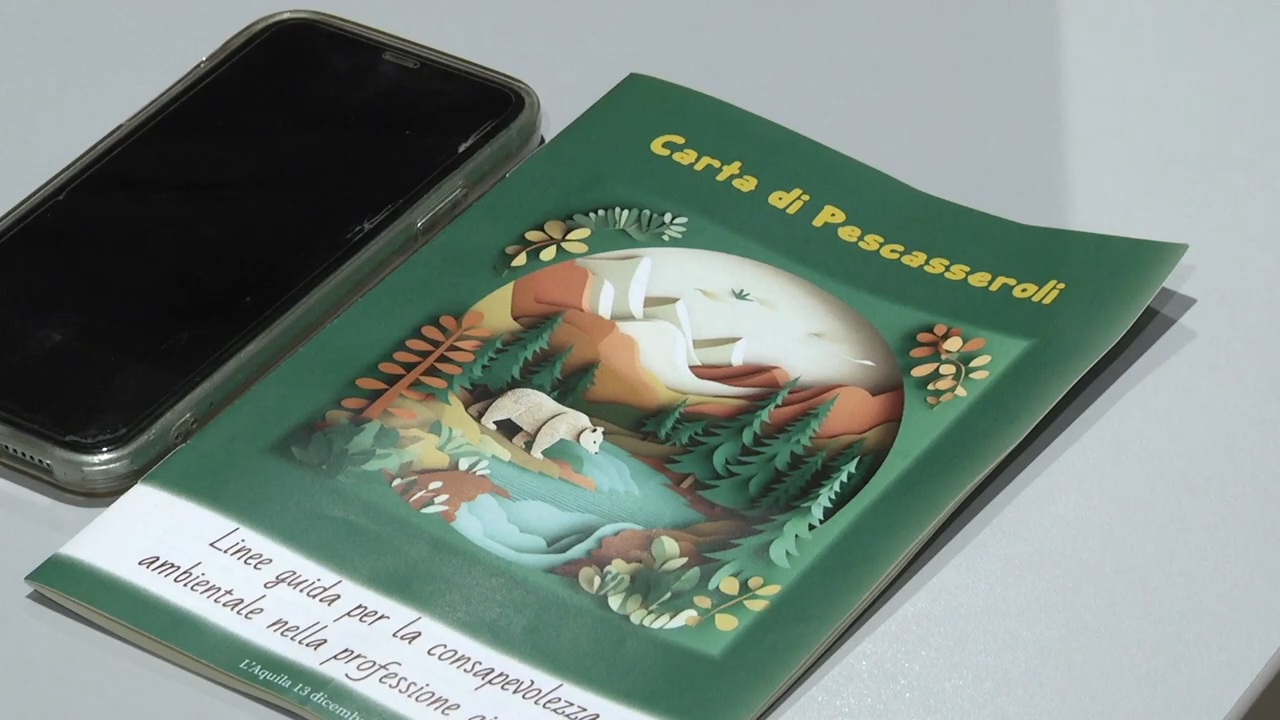 Carta di Pescasseroli
Linee guida per la consapevolezza
ambientale nella professione
L'Aquila 13